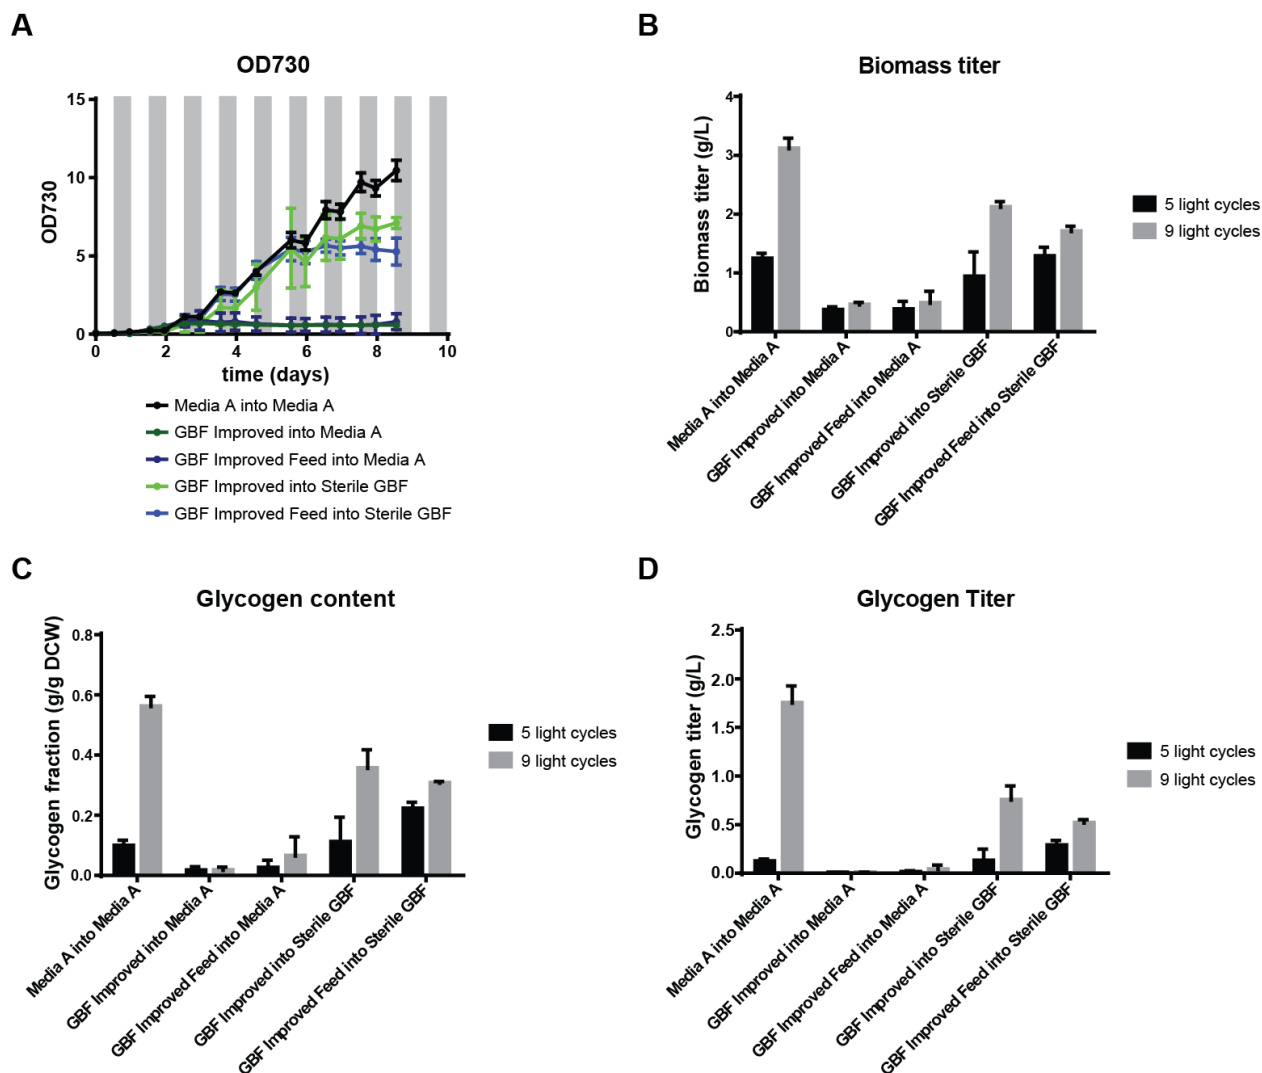 A
OD730
OD730
15
10
5
0
0
2
4
6
8
10
time (days)
Media A into Media A
GBF Improved into Media A
GBF Improved Feed into Media A
GBF Improved into Sterile GBF
GBF Improved Feed into Sterile GBF
B
Biomass titer
Biomass titer (g/L)
4
3
2
1
0
Media A into Media A
GBF Improved into Media A
GBF Improved Feed into Media A
GBF Improved into Sterile GBF
GBF Improved Feed into Sterile GBF
5 light cycles
9 light cycles
C
Glycogen content
Glycogen fraction (g/g DCW)
0.8
0.6
0.4
0.2
0.0
Media A into Media A
GBF Improved into Media A
GBF Improved Feed into Media A
GBF Improved into Sterile GBF
GBF Improved Feed into Sterile GBF
5 light cycles
9 light cycles
D
Glycogen Titer
Glycogen titer (g/L)
2.5
2.0
1.5
1.0
0.5
0.0
Media A into Media A
GBF Improved into Media A
GBF Improved Feed into Media A
GBF Improved into Sterile GBF
GBF Improved Feed into Sterile GBF
5 light cycles
9 light cycles